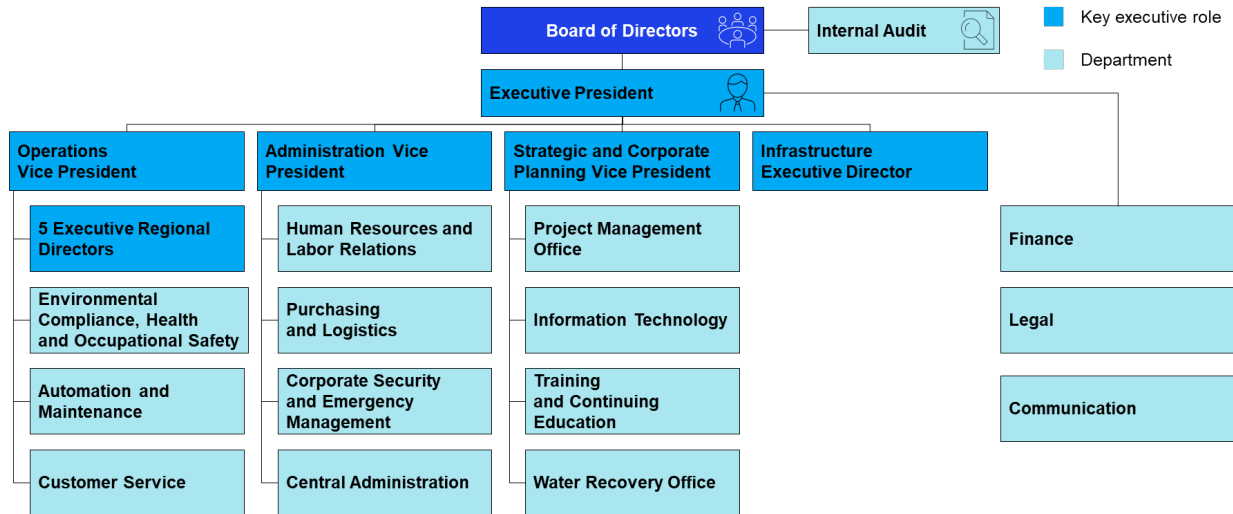 Board of Directors
Internal Audit
Key executive role
Department
Executive President
Operations
Vice President
Administration Vice
President
Strategic and Corporate
Planning Vice President
Infrastructure
Executive Director
5 Executive Regional
Directors
Environmental
Compliance, Health
and Occupational Safety
Automation and
Maintenance
Customer Service
Human Resources and
Labor Relations
Purchasing
and Logistics
Corporate Security
and Emergency
Management
Central Administration
Project Management
Office
Information Technology
Training
and Continuing
Education
Water Recovery Office
Finance
Legal
Communication